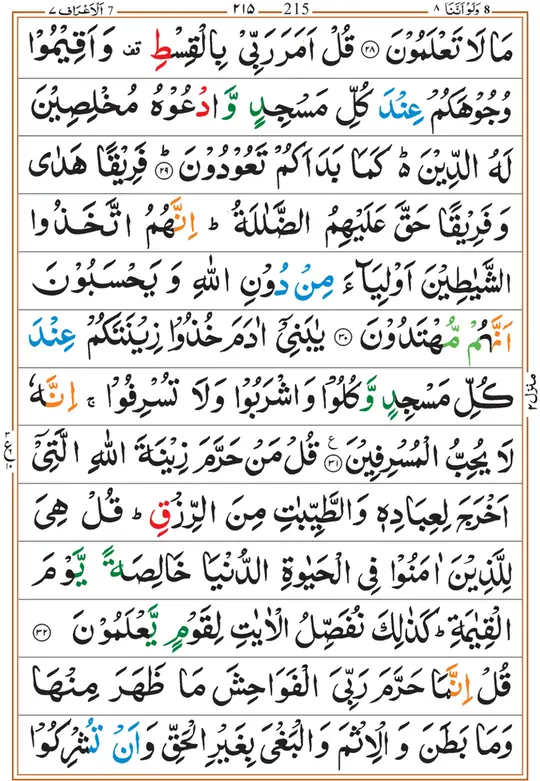 8 وَلَوْ اَنَّنَا ٨ 215 ٢١٥ 7 اَلْاَعْرَاف ٧
مَا لَا تَعْلَمُوْنَ ٢٨ قُلْ اَمَرَ رَبِّيْ بِالْقِسْطِ قف وَاَقِيْمُوْا
وُجُوْهَكُمْ عِنْدَ كُلِّ مَسْجِدٍ وَّادْعُوْهُ مُخْلِصِيْنَ
لَهُ الدِّيْنَ ؕ كَمَا بَدَاَكُمْ تَعُوْدُوْنَ ؕ ٢٩ فَرِيْقًا هَدٰى
وَفَرِيْقًا حَقَّ عَلَيْهِمُ الضَّلٰلَةُ ؕ اِنَّهُمُ اتَّخَذُوا
الشَّيٰطِيْنَ اَوْلِيَآءَ مِنْ دُوْنِ اللّٰهِ وَ يَحْسَبُوْنَ
اَنَّهُمْ مُّهْتَدُوْنَ ٣٠ يٰبَنِيْٓ اٰدَمَ خُذُوْا زِيْنَتَكُمْ عِنْدَ
كُلِّ مَسْجِدٍ وَّكُلُوْا وَاشْرَبُوْا وَلَا تُسْرِفُوْا ۚ اِنَّهٗ
لَا يُحِبُّ الْمُسْرِفِيْنَ ٣١ ع قُلْ مَنْ حَرَّمَ زِيْنَةَ اللّٰهِ الَّتِيْٓ
اَخْرَجَ لِعِبَادِهٖ وَالطَّيِّبٰتِ مِنَ الرِّزْقِ ؕ قُلْ هِيَ
لِلَّذِيْنَ اٰمَنُوْا فِي الْحَيٰوةِ الدُّنْيَا خَالِصَةً يَّوْمَ
الْقِيٰمَةِ ؕ كَذٰلِكَ نُفَصِّلُ الْاٰيٰتِ لِقَوْمٍ يَّعْلَمُوْنَ ٣٢
قُلْ اِنَّمَا حَرَّمَ رَبِّيَ الْفَوَاحِشَ مَا ظَهَرَ مِنْهَا
وَمَا بَطَنَ وَ الْاِثْمَ وَالْبَغْيَ بِغَيْرِ الْحَقِّ وَاَنْ تُشْرِكُوْا
منزل ٢